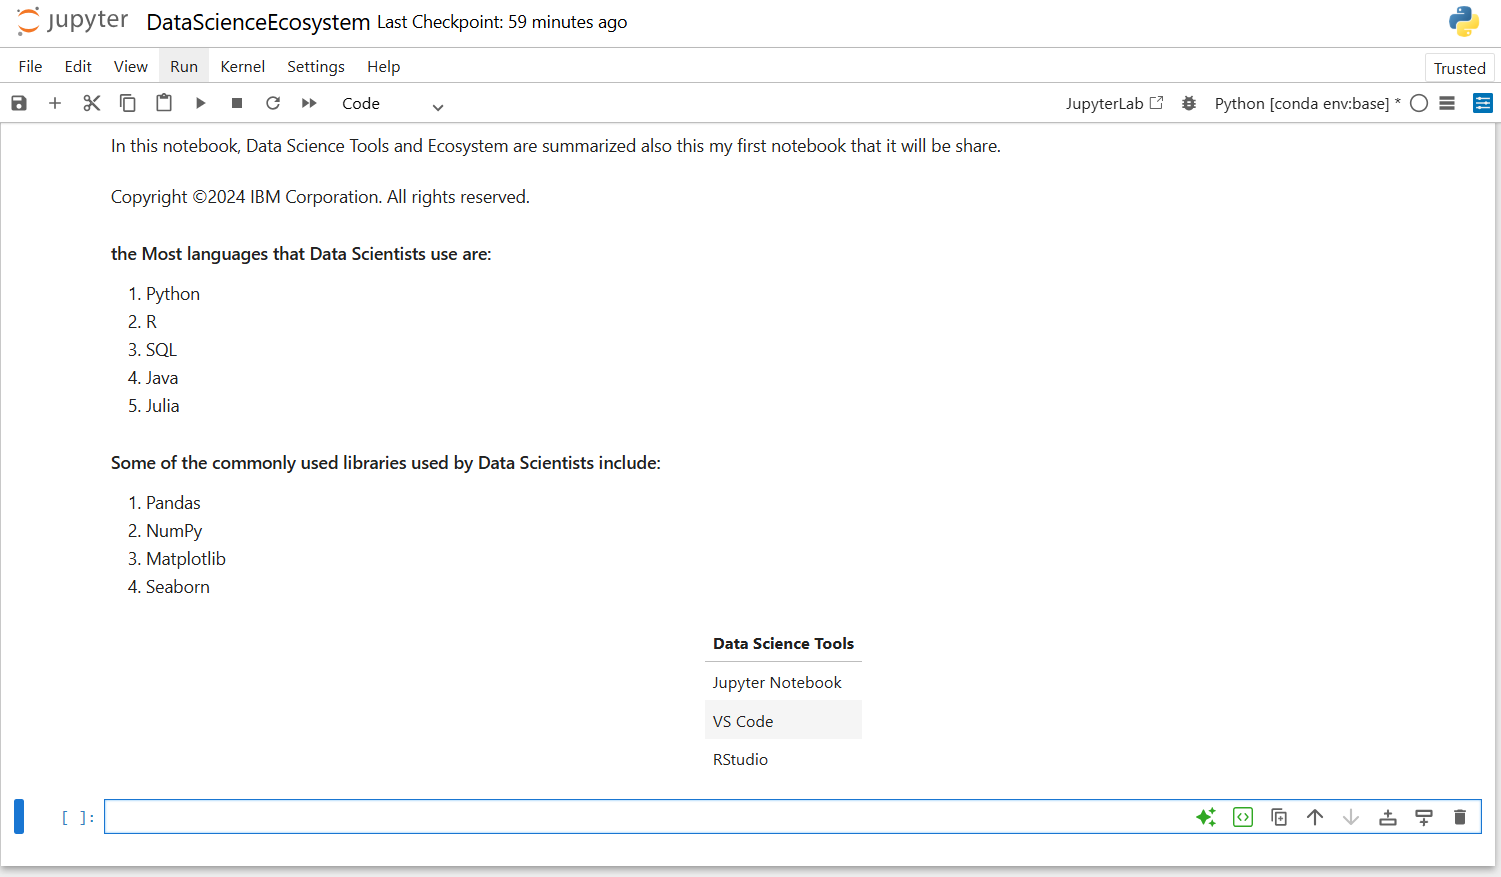 jupyter DataScienceEcosystem Last Checkpoint: 59 minutes ago
File Edit View Run Kernel Settings Help
Trusted
Code
JupyterLab
Python [conda env:base] *
In this notebook, Data Science Tools and Ecosystem are summarized also this my first notebook that it will be share.
Copyright ©2024 IBM Corporation. All rights reserved.
the Most languages that Data Scientists use are:
1. Python
2. R
3. SQL
4. Java
5. Julia
Some of the commonly used libraries used by Data Scientists include:
1. Pandas
2. NumPy
3. Matplotlib
4. Seaborn
Data Science Tools
Jupyter Notebook
VS Code
RStudio
[ ]: